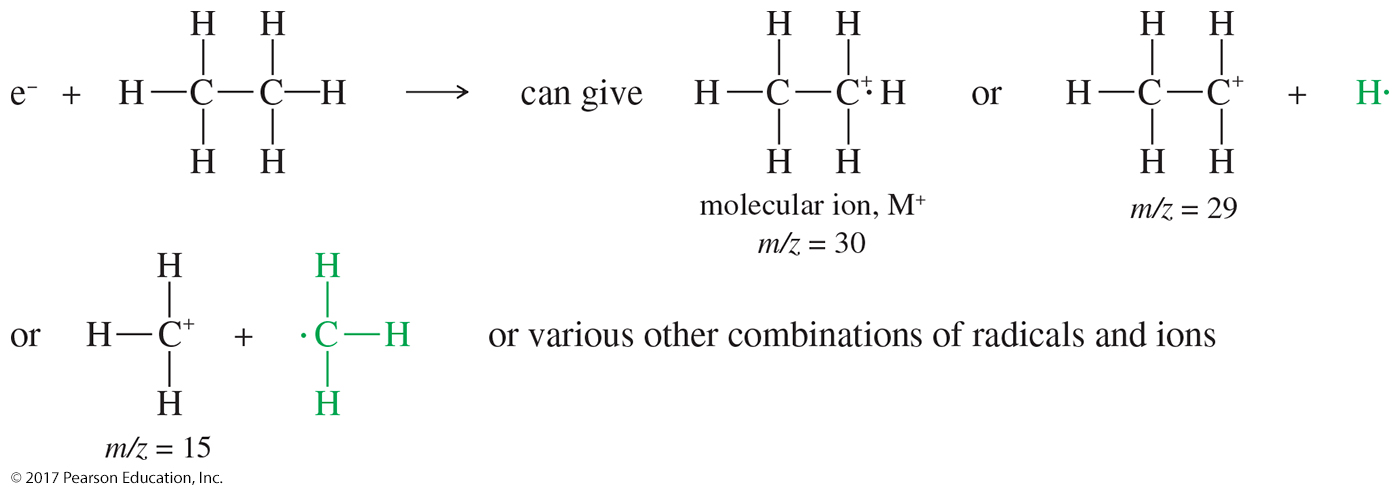 H H H H H H
e⁻ + H—C—C—H ⟶ can give H—C—C⁺·H or H—C—C⁺ + H·
H H H H H H
molecular ion, M⁺ m/z = 29
m/z = 30
H H
or H—C⁺ + ·C—H or various other combinations of radicals and ions
H H
m/z = 15
© 2017 Pearson Education, Inc.